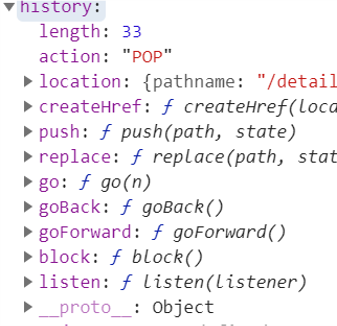 history:
length: 33
action: "POP"
location: {pathname: "/detail
createHref: ƒ createHref(loca
push: ƒ push(path, state)
replace: ƒ replace(path, stat
go: ƒ go(n)
goBack: ƒ goBack()
goForward: ƒ goForward()
block: ƒ block()
listen: ƒ listen(listener)
__proto__: Object